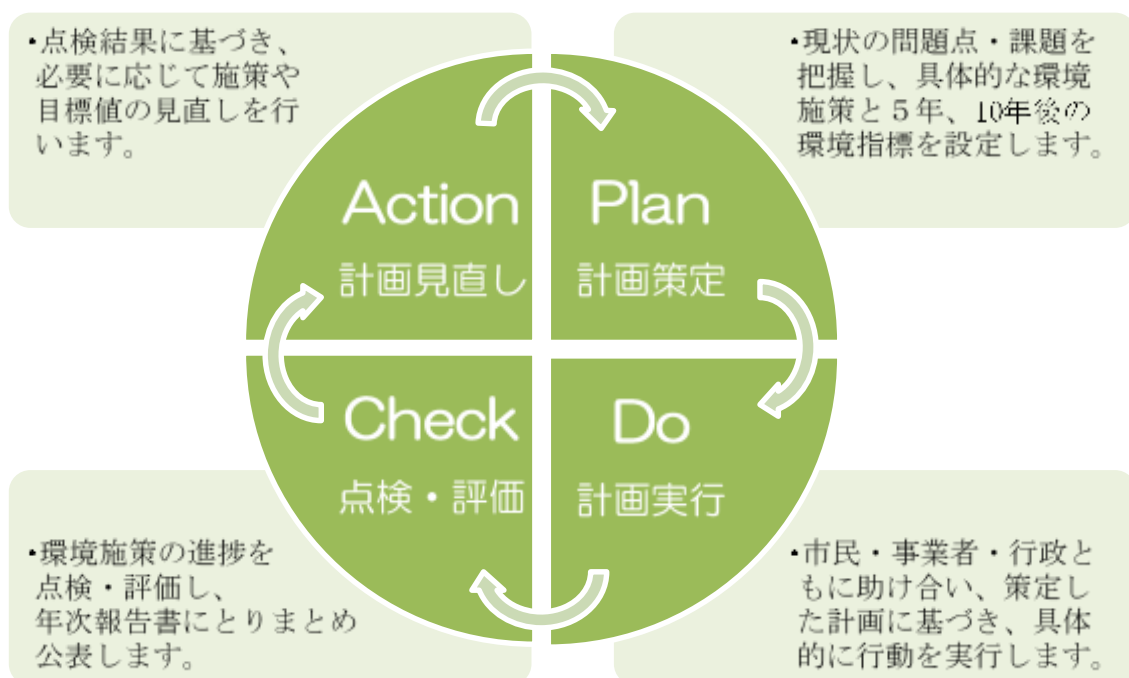 ・点検結果に基づき、
必要に応じて施策や
目標値の見直しを行
います。
・現状の問題点・課題を
把握し、具体的な環境
施策と５年、10年後の
環境指標を設定します。
Action
計画見直し
Plan
計画策定
Check
点検・評価
Do
計画実行
・環境施策の進捗を
点検・評価し、
年次報告書にとりまとめ
公表します。
・市民・事業者・行政と
もに助け合い、策定し
た計画に基づき、具体
的に行動を実行します。